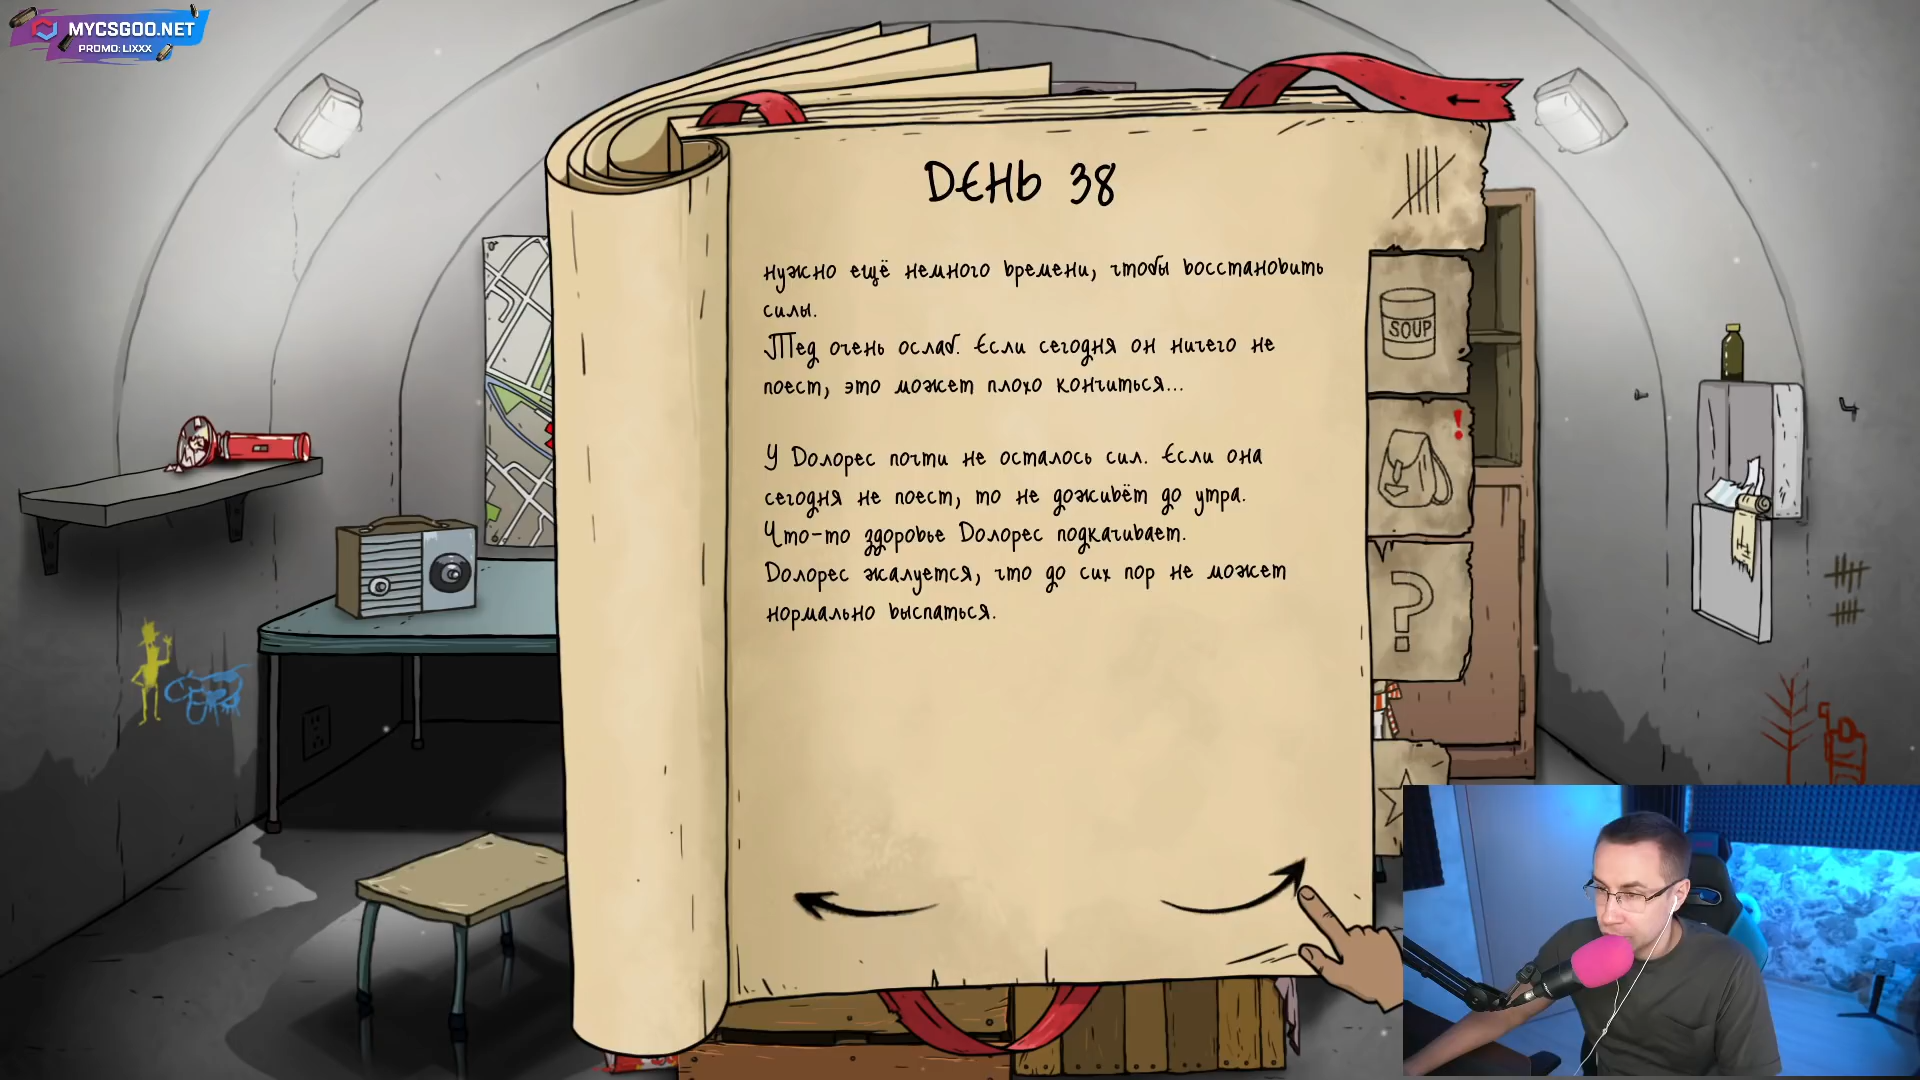 MYCSGOO.NET
PROMO: LIXXX
ДЕНЬ 38
нужно ещё немного времени, чтобы восстановить
силы.
Тед очень ослаб. Если сегодня он ничего не
поест, это может плохо кончиться...
У Долорес почти не осталось сил. Если она
сегодня не поест, то не доживёт до утра.
Что-то здоровье Долорес подкачивает.
Долорес жалуется, что до сих пор не может
нормально выспаться.
SOUP
!
?